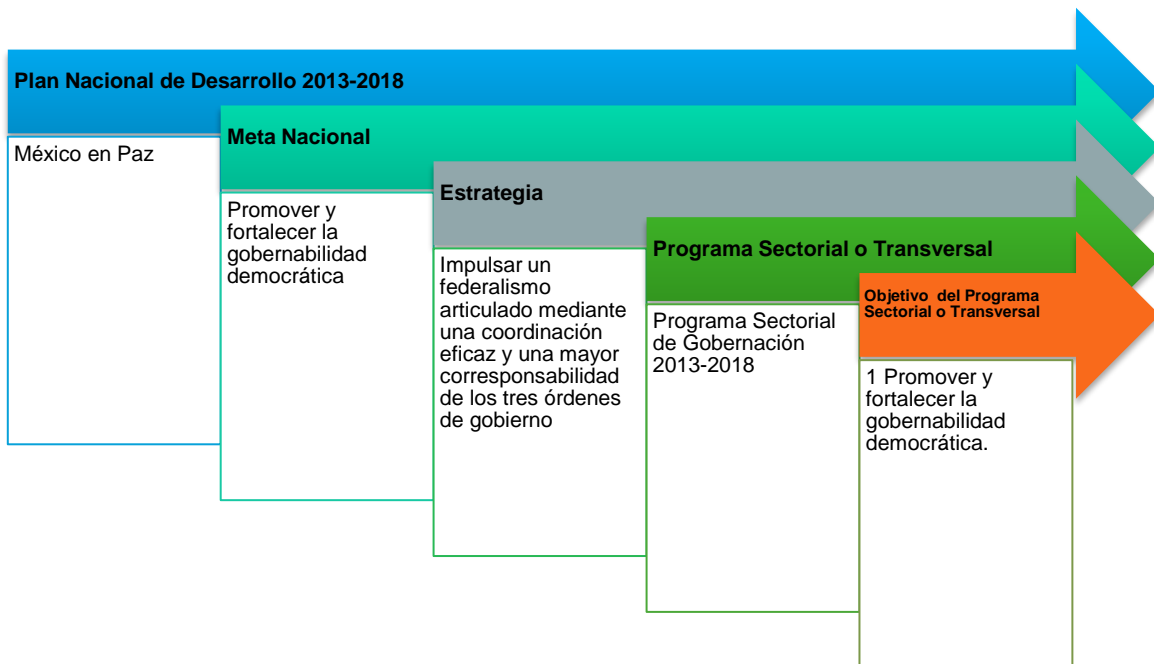 Plan Nacional de Desarrollo 2013-2018
México en Paz
Meta Nacional
Promover y
fortalecer la
gobernabilidad
democrática
Estrategia
Impulsar un
federalismo
articulado mediante
una coordinación
eficaz y una mayor
corresponsabilidad
de los tres órdenes
de gobierno
Programa Sectorial o Transversal
Programa Sectorial
de Gobernación
2013-2018
Objetivo del Programa
Sectorial o Transversal
1 Promover y
fortalecer la
gobernabilidad
democrática.